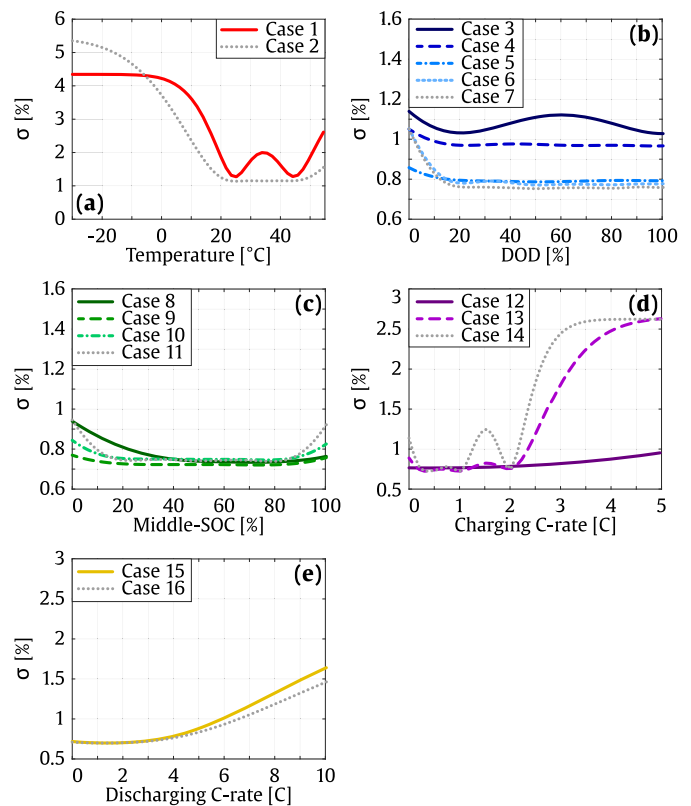 6
5
4
3
2
1
0
σ [%]
-20 0 20 40
Temperature [°C]
Case 1
Case 2
(a)
1.6
1.4
1.2
1.0
0.8
0.6
σ [%]
0 20 40 60 80 100
DOD [%]
Case 3
Case 4
Case 5
Case 6
Case 7
(b)
1.6
1.4
1.2
1
0.8
0.6
σ [%]
0 20 40 60 80 100
Middle-SOC [%]
Case 8
Case 9
Case 10
Case 11
(c)
3
2.5
2
1.5
1
0.5
σ [%]
0 1 2 3 4 5
Charging C-rate [C]
Case 12
Case 13
Case 14
(d)
3
2.5
2
1.5
1
0.5
σ [%]
0 2 4 6 8 10
Discharging C-rate [C]
Case 15
Case 16
(e)